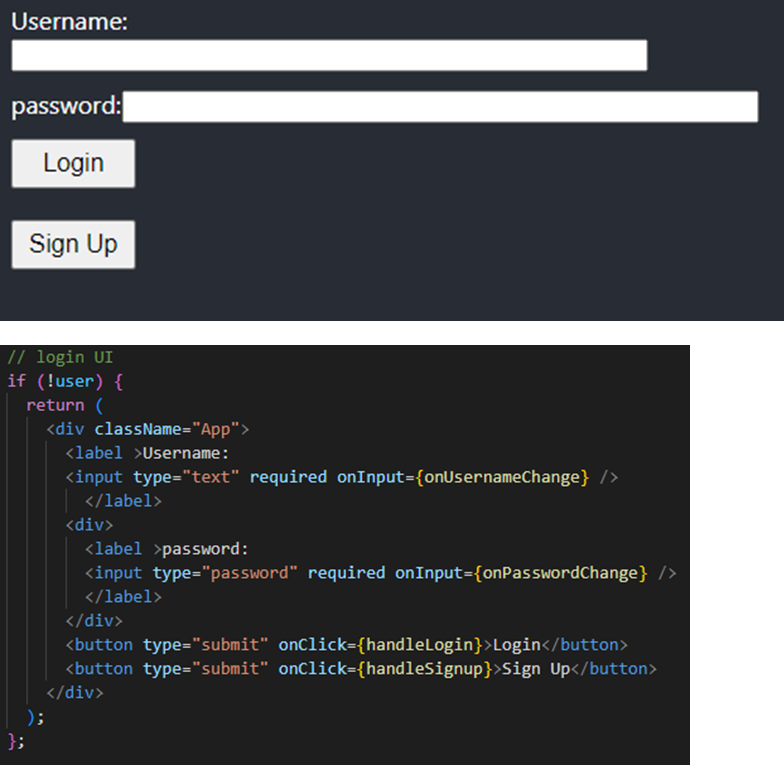 Username:
password:
Login
Sign Up
// login UI
if (!user) {
return (
<div className="App">
<label >Username:
<input type="text" required onInput={onUsernameChange} />
</label>
<div>
<label >password:
<input type="password" required onInput={onPasswordChange} />
</label>
</div>
<button type="submit" onClick={handleLogin}>Login</button>
<button type="submit" onClick={handleSignup}>Sign Up</button>
</div>
);
};